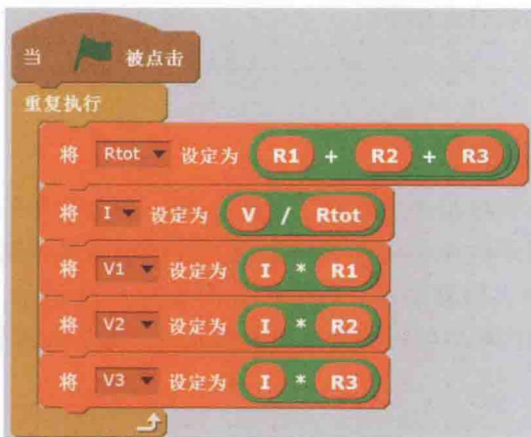 当 被点击
重复执行
将 Rtot 设定为 R1 + R2 + R3
将 I 设定为 V / Rtot
将 V1 设定为 I * R1
将 V2 设定为 I * R2
将 V3 设定为 I * R3